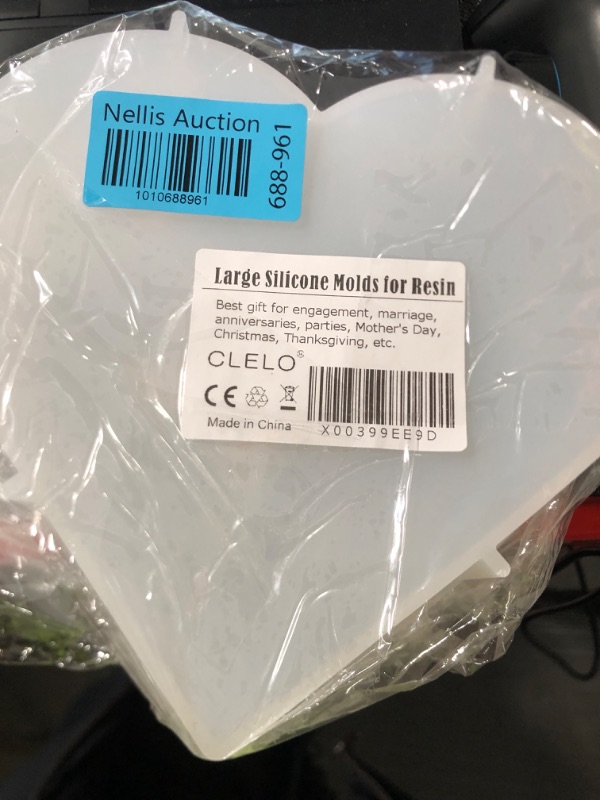 Nellis Auction
1010688961
688-961
Large Silicone Molds for Resin
Best gift for engagement, marriage,
anniversaries, parties, Mother's Day,
Christmas, Thanksgiving, etc.
CLELO®
CE
Made in China
X00399EE9D